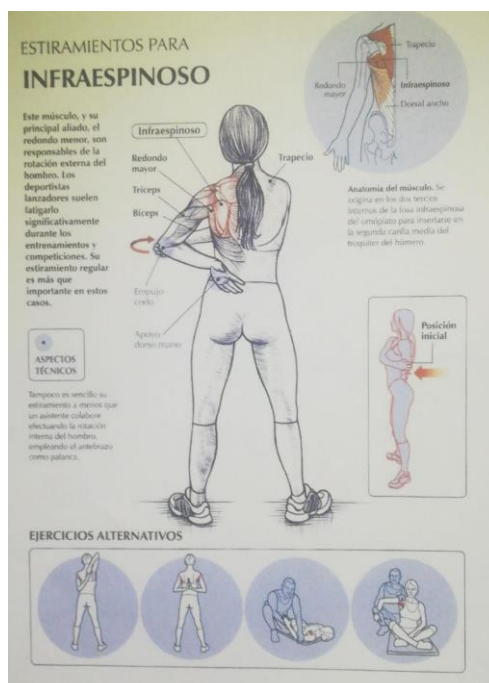 ESTIRAMIENTOS PARA
INFRAESPINOSO
Este músculo, y su
principal aliado, el
redondo menor, son
responsables de la
rotación externa del
hombro. Los
deportistas
lanzadores suelen
fatigarlo
significativamente
durante los
entrenamientos y
competiciones. Su
estiramiento regular
es más que
importante en estos
casos.
Infraespinoso
Redondo
mayor
Tríceps
Bíceps
Trapecio
Empujo
codo
Apoyo
dorso mano
Trapecio
Redondo
mayor
Infraespinoso
Dorsal ancho
Anatomía del músculo. Se
origina en los dos tercios
internos de la fosa infraespinosa
del omóplato para insertarse en
la segunda carilla media del
troquíter del húmero.
Posición
inicial
ASPECTOS
TÉCNICOS
Tampoco es sencillo su
estiramiento a menos que
un asistente colabore
efectuando la rotación
interna del hombro,
empleando el antebrazo
como palanca.
EJERCICIOS ALTERNATIVOS